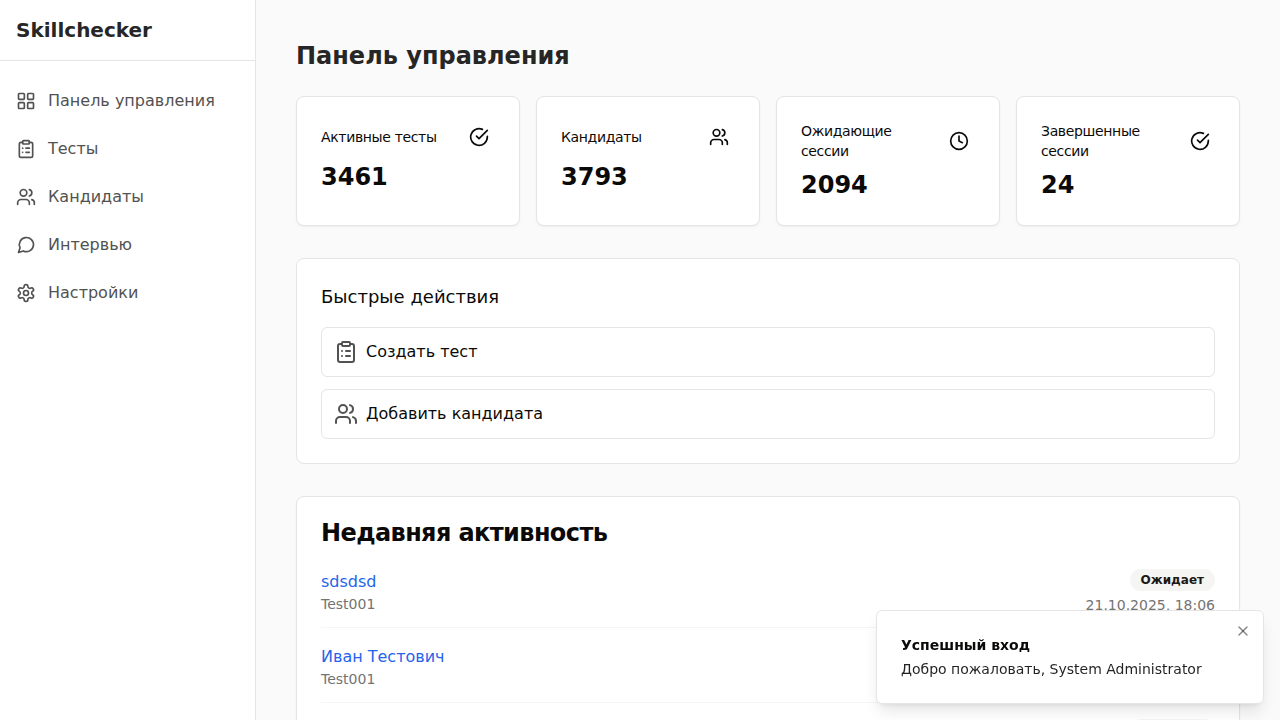 Skillchecker
Панель управления
Тесты
Кандидаты
Интервью
Настройки
Панель управления
Активные тесты
3461
Кандидаты
3793
Ожидающие
сессии
2094
Завершенные
сессии
24
Быстрые действия
Создать тест
Добавить кандидата
Недавняя активность
sdsdsd
Test001
Ожидает
21.10.2025, 18:06
Иван Тестович
Test001
Успешный вход
Добро пожаловать, System Administrator